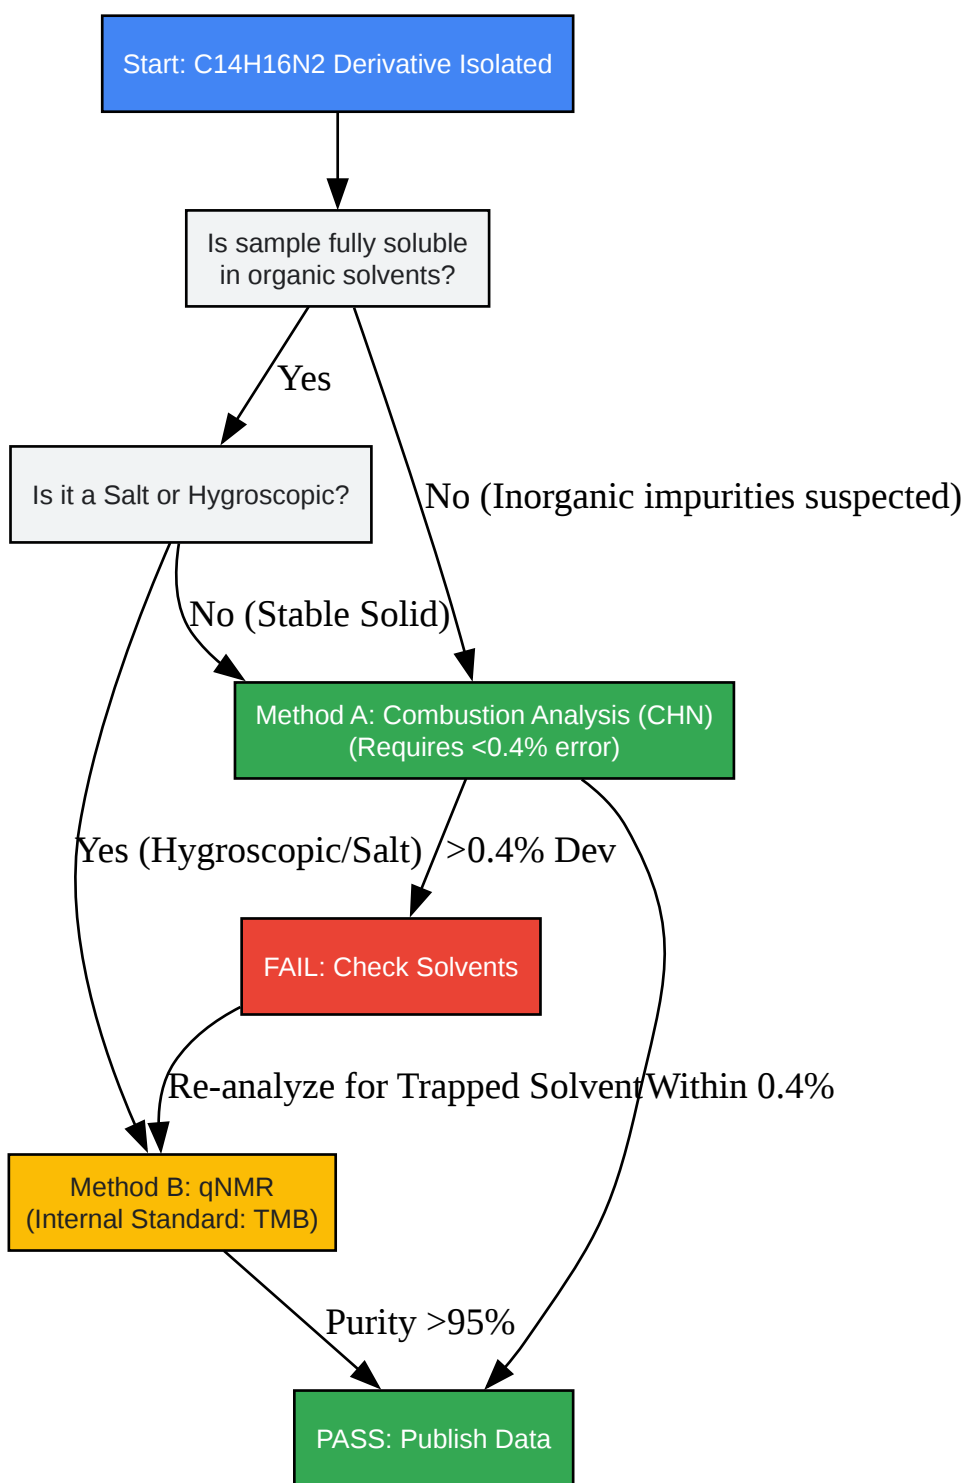 Start: C14H16N2 Derivative Isolated
Is sample fully soluble
in organic solvents?
Yes
Is it a Salt or Hygroscopic?
No (Inorganic impurities suspected)
No (Stable Solid)
Method A: Combustion Analysis (CHN)
(Requires <0.4% error)
Yes (Hygroscopic/Salt)
>0.4% Dev
FAIL: Check Solvents
Re-analyze for Trapped Solvent
Within 0.4%
Method B: qNMR
(Internal Standard: TMB)
Purity >95%
PASS: Publish Data